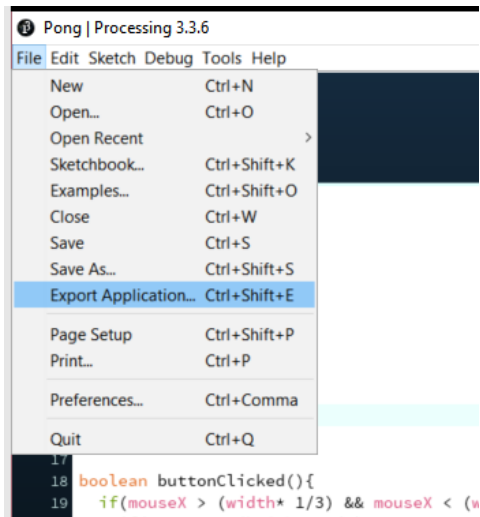 Pong | Processing 3.3.6
File Edit Sketch Debug Tools Help
New Ctrl+N
Open... Ctrl+O
Open Recent >
Sketchbook... Ctrl+Shift+K
Examples... Ctrl+Shift+O
Close Ctrl+W
Save Ctrl+S
Save As... Ctrl+Shift+S
Export Application... Ctrl+Shift+E
Page Setup Ctrl+Shift+P
Print... Ctrl+P
Preferences... Ctrl+Comma
Quit Ctrl+Q
17
18 boolean buttonClicked(){
19 if(mouseX > (width* 1/3) && mouseX < (w